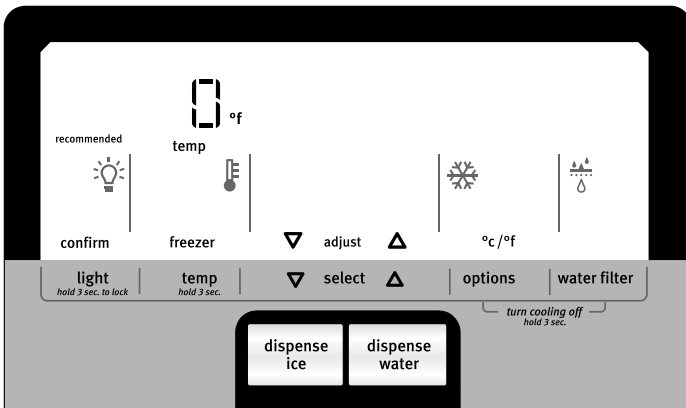 0 °f
recommended
temp
confirm freezer ▽ adjust △ °c/°f
light temp ▽ select △ options water filter
hold 3 sec. to lock hold 3 sec.
turn cooling off
hold 3 sec.
dispense ice
dispense water